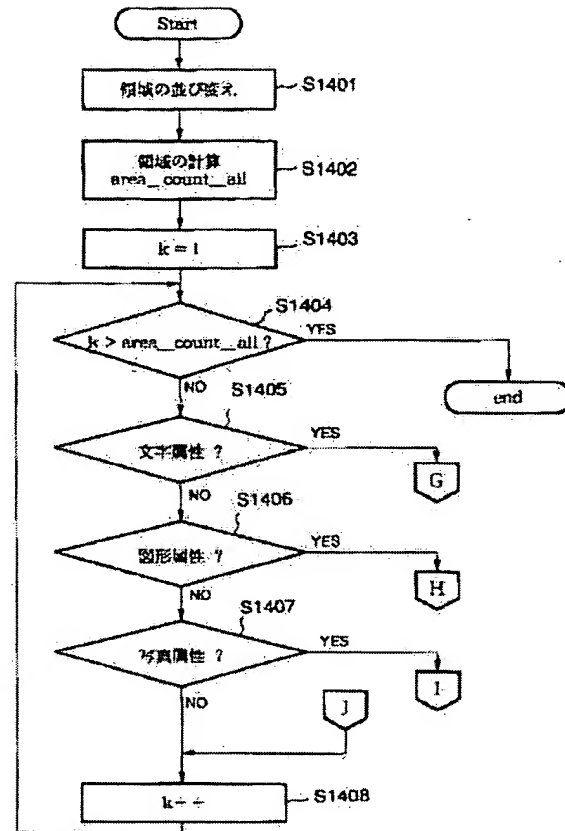 Start
領域の並び変え
S1401
領域の計算
area_count_all
S1402
k = 1
S1403
S1404
k > area_count_all ?
YES
NO
end
S1405
文字属性 ?
YES
G
NO
S1406
図形属性 ?
YES
H
NO
S1407
写真属性 ?
YES
I
NO
J
k++
S1408